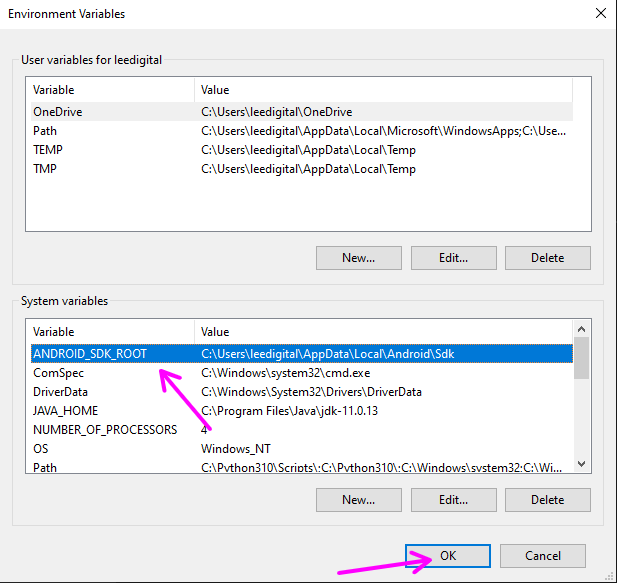 Environment Variables
User variables for leedigital
Variable Value
OneDrive C:\Users\leedigital\OneDrive
Path C:\Users\leedigital\AppData\Local\Microsoft\WindowsApps;C:\Use...
TEMP C:\Users\leedigital\AppData\Local\Temp
TMP C:\Users\leedigital\AppData\Local\Temp
New... Edit... Delete
System variables
Variable Value
ANDROID_SDK_ROOT C:\Users\leedigital\AppData\Local\Android\Sdk
ComSpec C:\Windows\system32\cmd.exe
DriverData C:\Windows\System32\Drivers\DriverData
JAVA_HOME C:\Program Files\Java\jdk-11.0.13
NUMBER_OF_PROCESSORS 4
OS Windows_NT
Path C:\Python310\Scripts\;C:\Python310\;C:\Windows\system32;C:\Wi...
New... Edit... Delete
OK Cancel